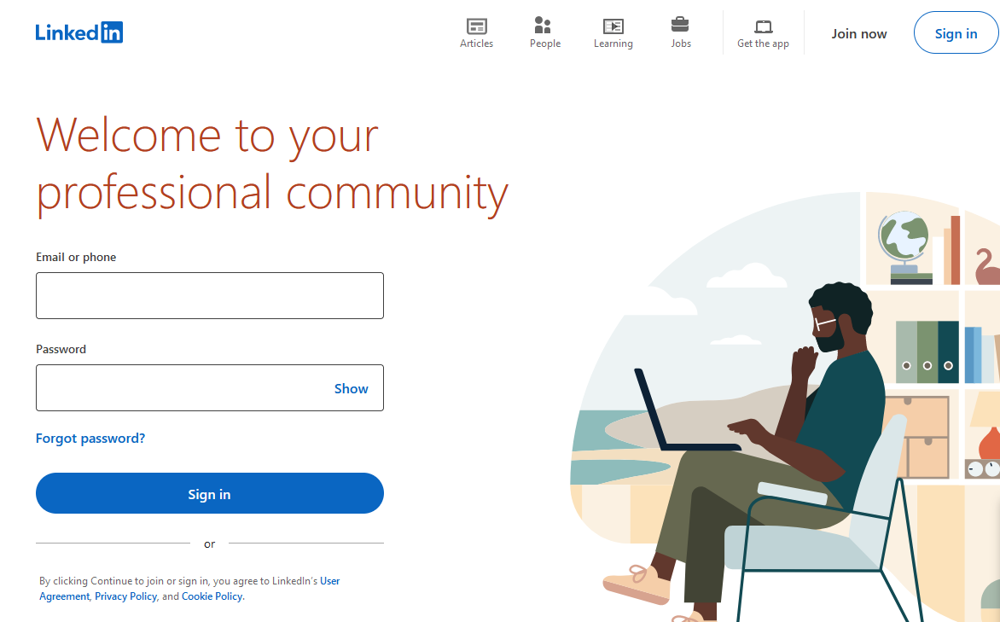 Linkedin
Articles
People
Learning
Jobs
Get the app
Join now
Sign in
Welcome to your
professional community
Email or phone
Password
Show
Forgot password?
Sign in
or
By clicking Continue to join or sign in, you agree to LinkedIn’s User
Agreement, Privacy Policy, and Cookie Policy.